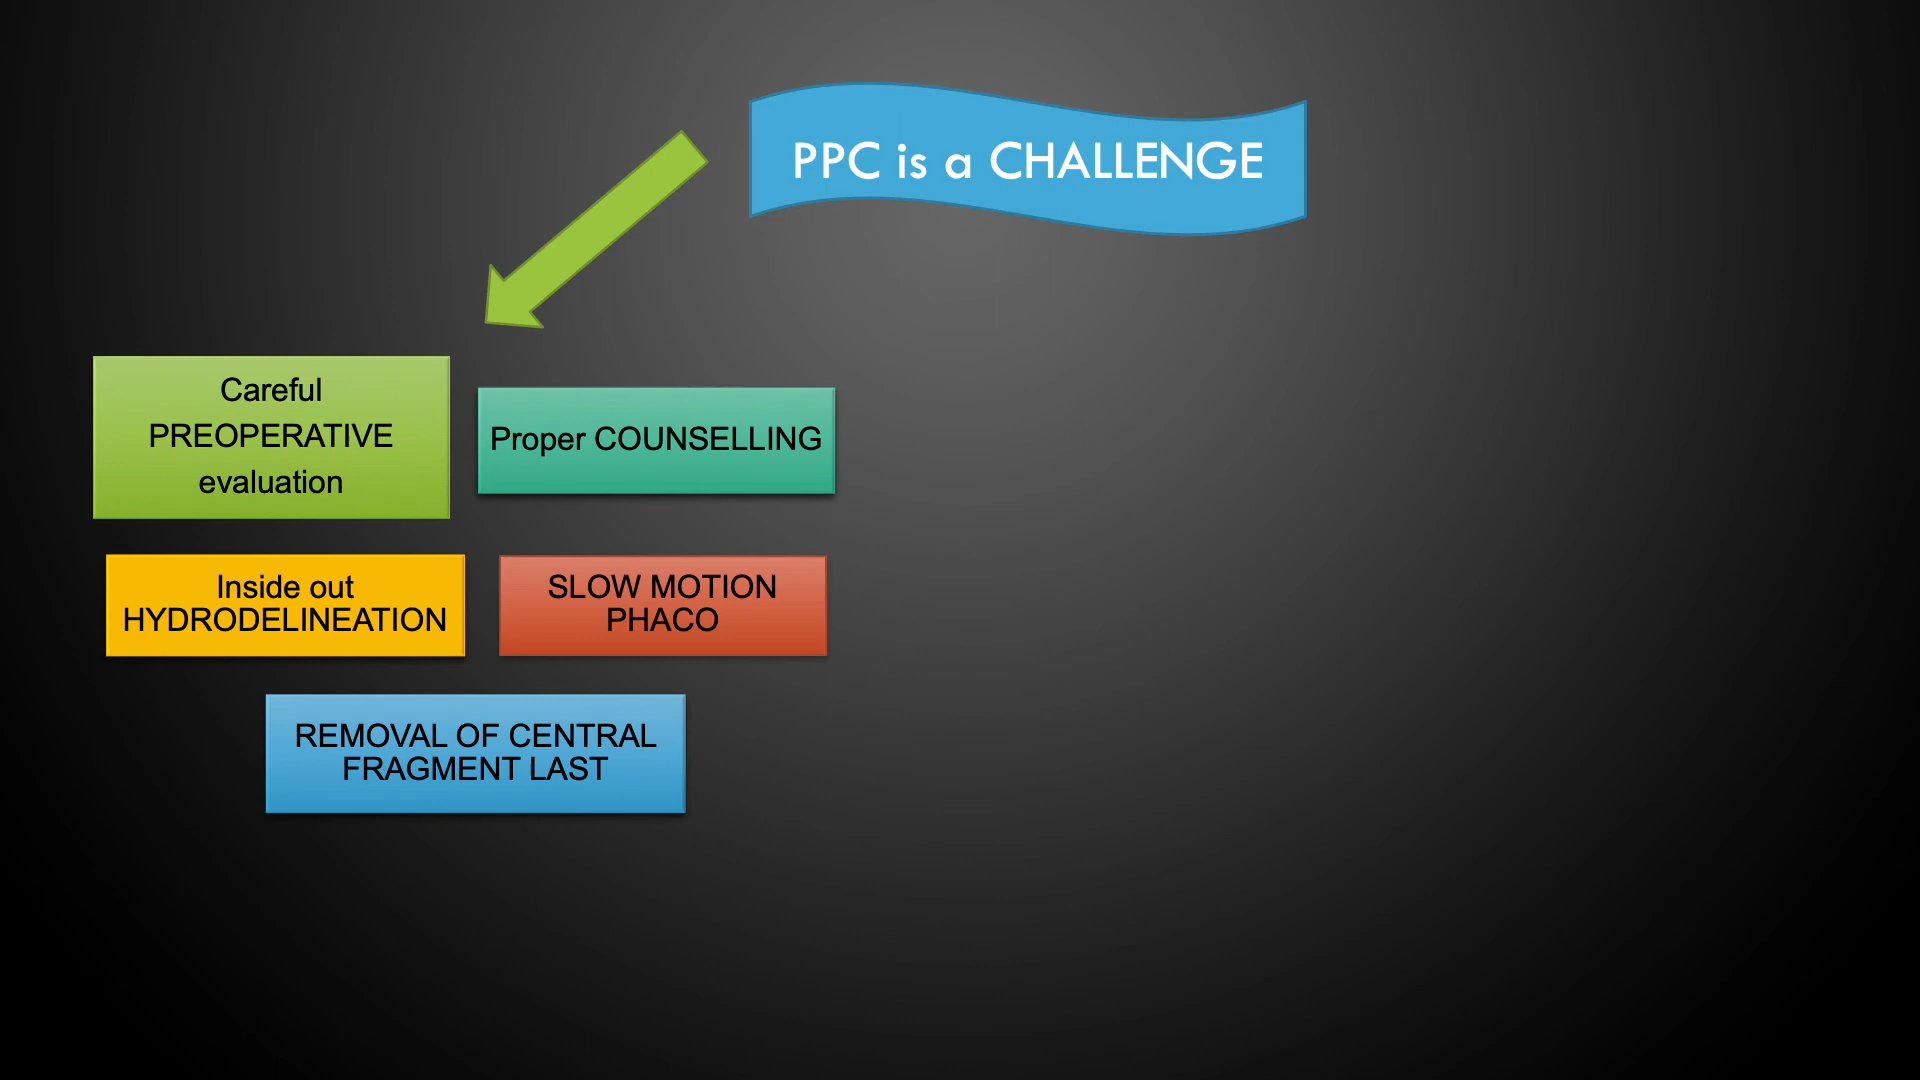 PPC is a CHALLENGE
Careful
PREOPERATIVE
evaluation
Proper COUNSELLING
Inside out
HYDRODELINEATION
SLOW MOTION
PHACO
REMOVAL OF CENTRAL
FRAGMENT LAST